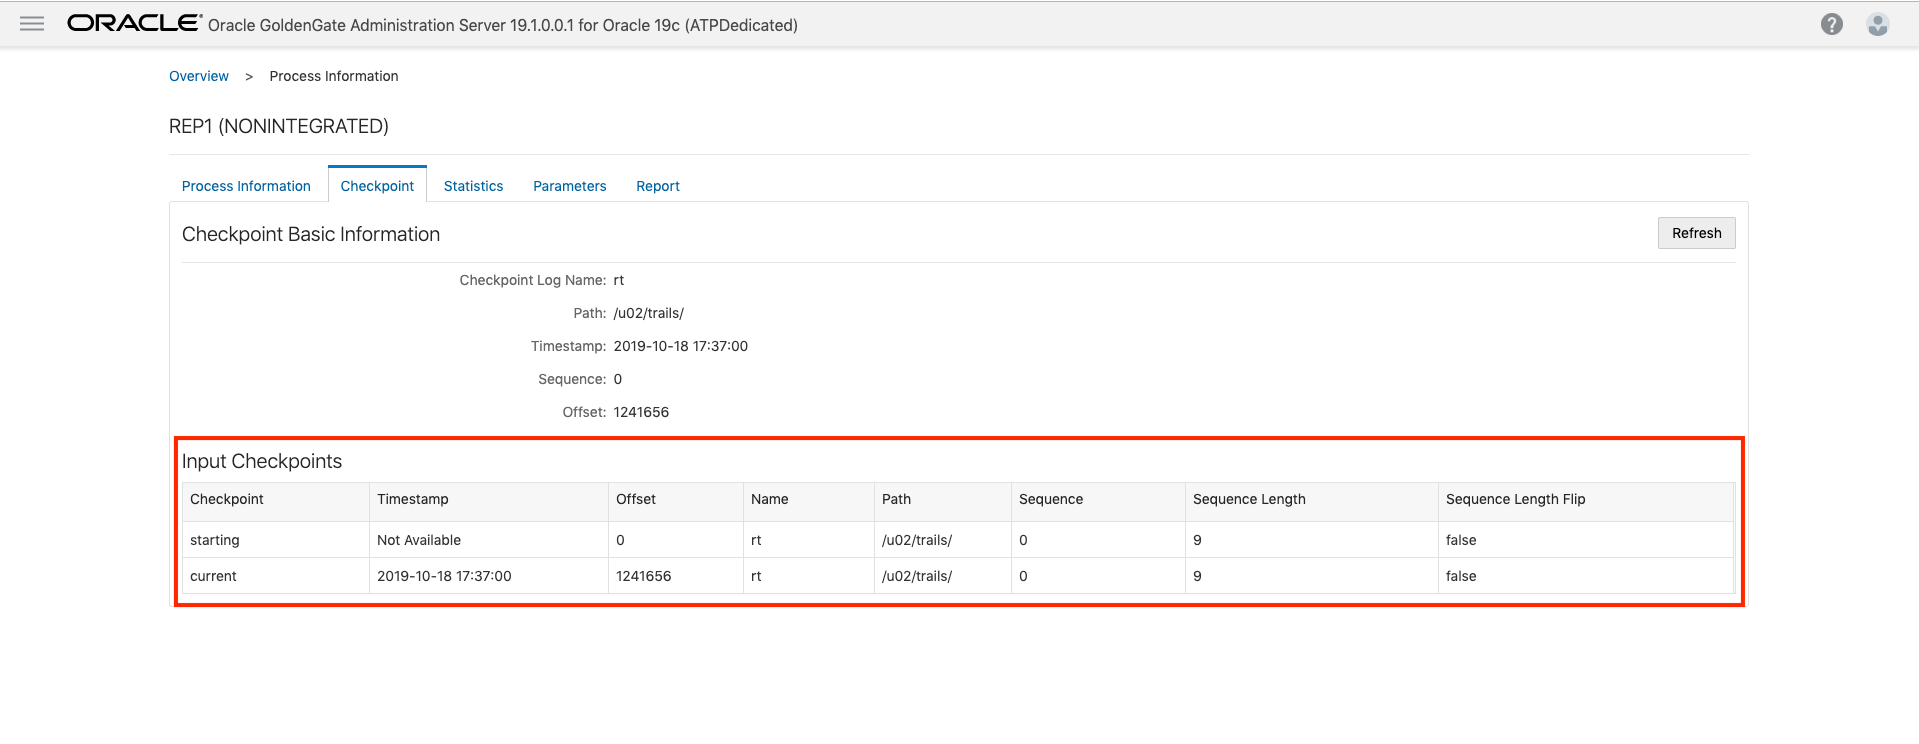 ORACLE® Oracle GoldenGate Administration Server 19.1.0.0.1 for Oracle 19c (ATPDedicated) ?
Overview > Process Information
REP1 (NONINTEGRATED)
Process Information Checkpoint Statistics Parameters Report
Checkpoint Basic Information Refresh
Checkpoint Log Name: rt
Path: /u02/trails/
Timestamp: 2019-10-18 17:37:00
Sequence: 0
Offset: 1241656
Input Checkpoints
Checkpoint Timestamp Offset Name Path Sequence Sequence Length Sequence Length Flip
starting Not Available 0 rt /u02/trails/ 0 9 false
current 2019-10-18 17:37:00 1241656 rt /u02/trails/ 0 9 false